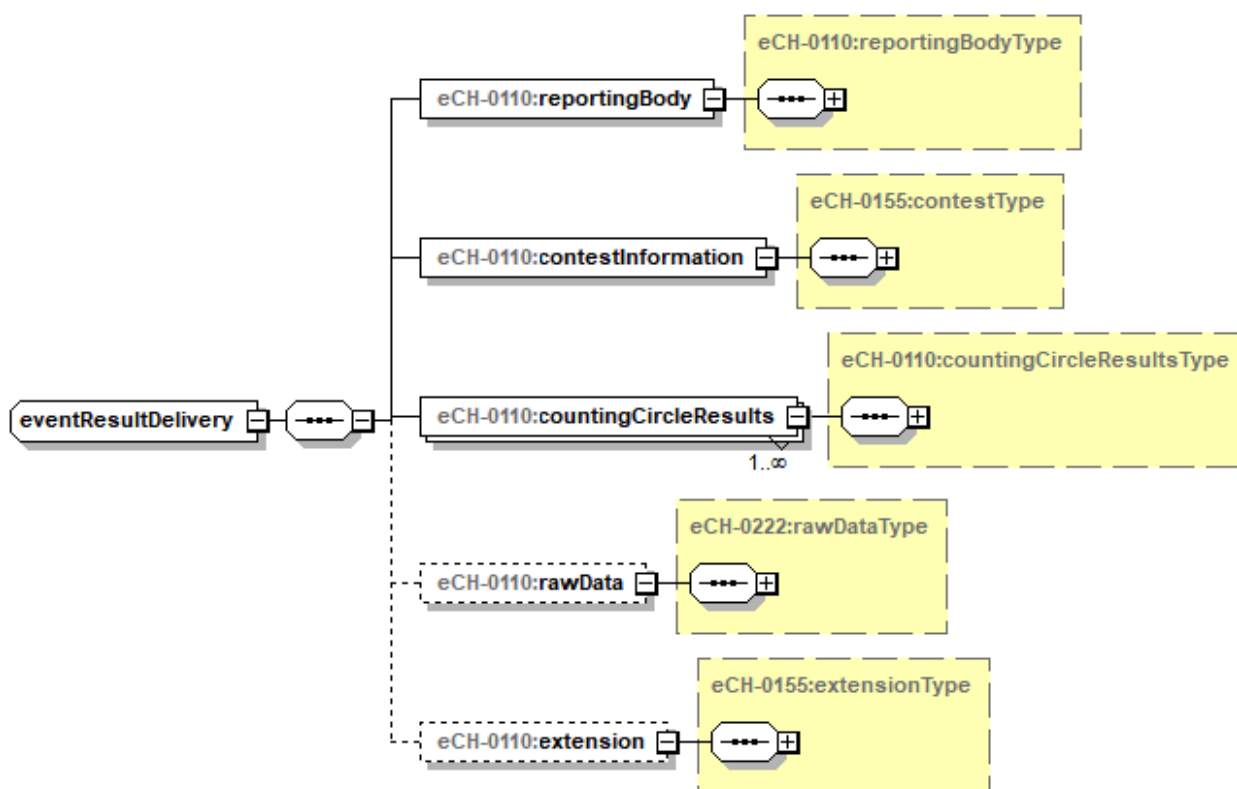 eCH-0110:reportingBodyType
eCH-0110:reportingBody
eCH-0155:contestType
eCH-0110:contestInformation
eCH-0110:countingCircleResultsType
eventResultDelivery
eCH-0110:countingCircleResults
1..∞
eCH-0222:rawDataType
eCH-0110:rawData
eCH-0155:extensionType
eCH-0110:extension